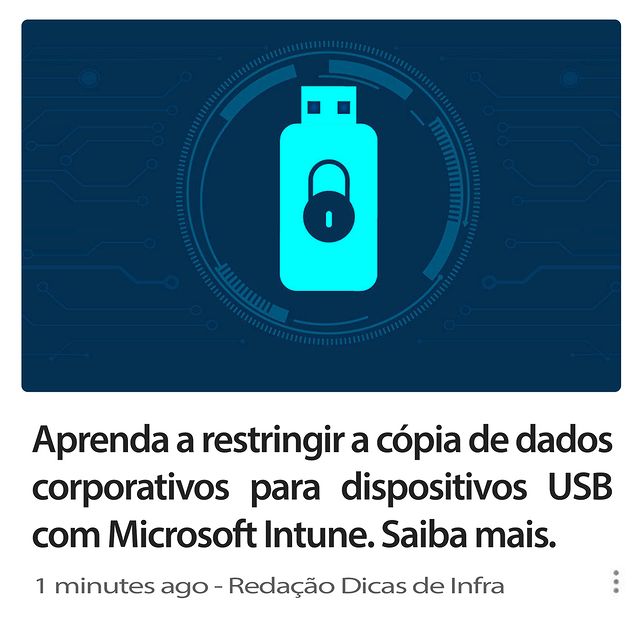 Aprenda a restringir a cópia de dados
corporativos para dispositivos USB
com Microsoft Intune. Saiba mais.
1 minutes ago - Redação Dicas de Infra